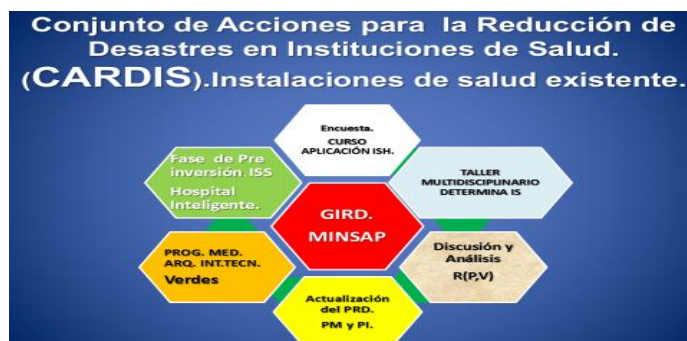 Conjunto de Acciones para la Reducción de
Desastres en Instituciones de Salud.
(CARDIS).Instalaciones de salud existente.
Encuesta.
CURSO
APLICACIÓN ISH.
TALLER
MULTIDISCIPLINARIO
DETERMINA IS
Discusión y
Análisis
R(P,V)
Actualización
del PRD.
PM y PI.
PROG. MED.
ARQ. INT.TECN.
Verdes
Fase de Pre
inversión. ISS
Hospital
Inteligente.
GIRD.
MINSAP